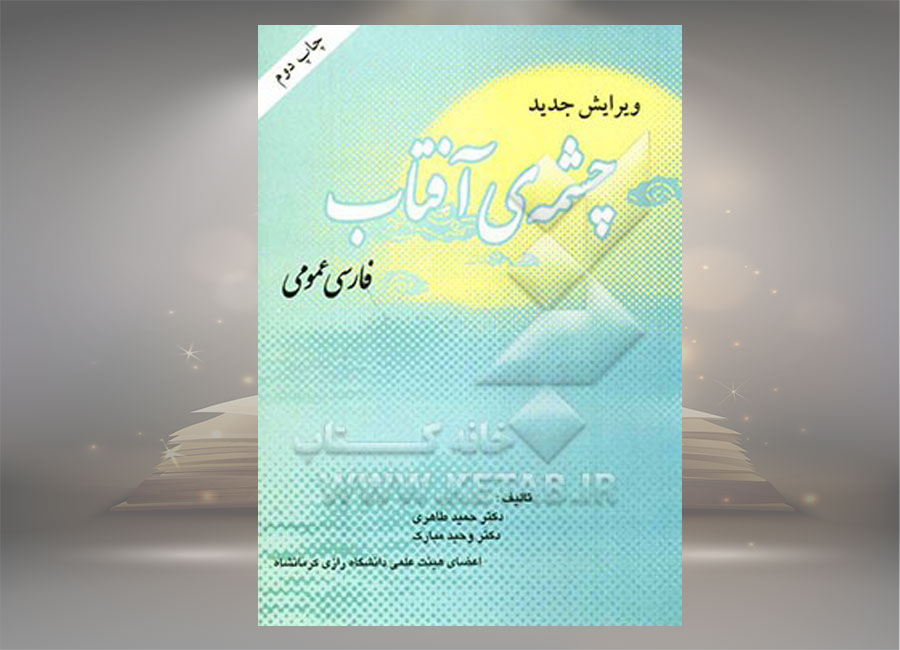 چاپ دوم
ویرایش جدید
چشمه‌ی آفتاب
فارسی عمومی
خانه کتاب
WWW.KETAB.IR
تالیف:
دکتر حمید طاهری
دکتر وحید مبارک
اعضای هیئت علمی دانشگاه رازی کرمانشاه